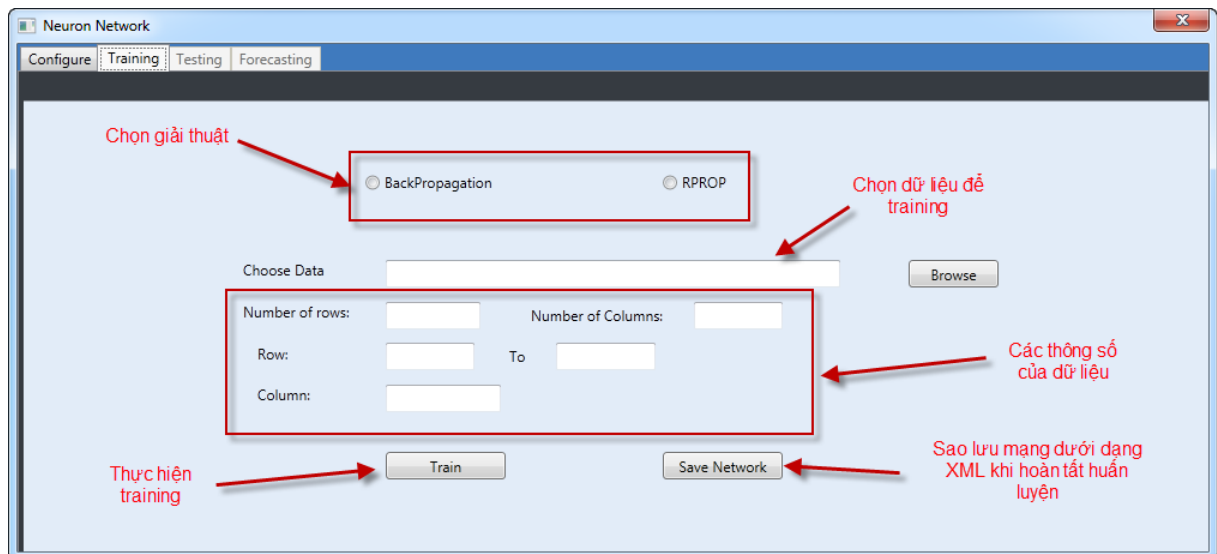 Neuron Network
Configure Training Testing Forecasting
Chọn giải thuật
BackPropagation RPROP
Chọn dữ liệu để
training
Choose Data Browse
Number of rows: Number of Columns:
Row: To
Các thông số
của dữ liệu
Column:
Thực hiện
training
Train Save Network
Sao lưu mạng dưới dạng
XML khi hoàn tất huấn
luyện